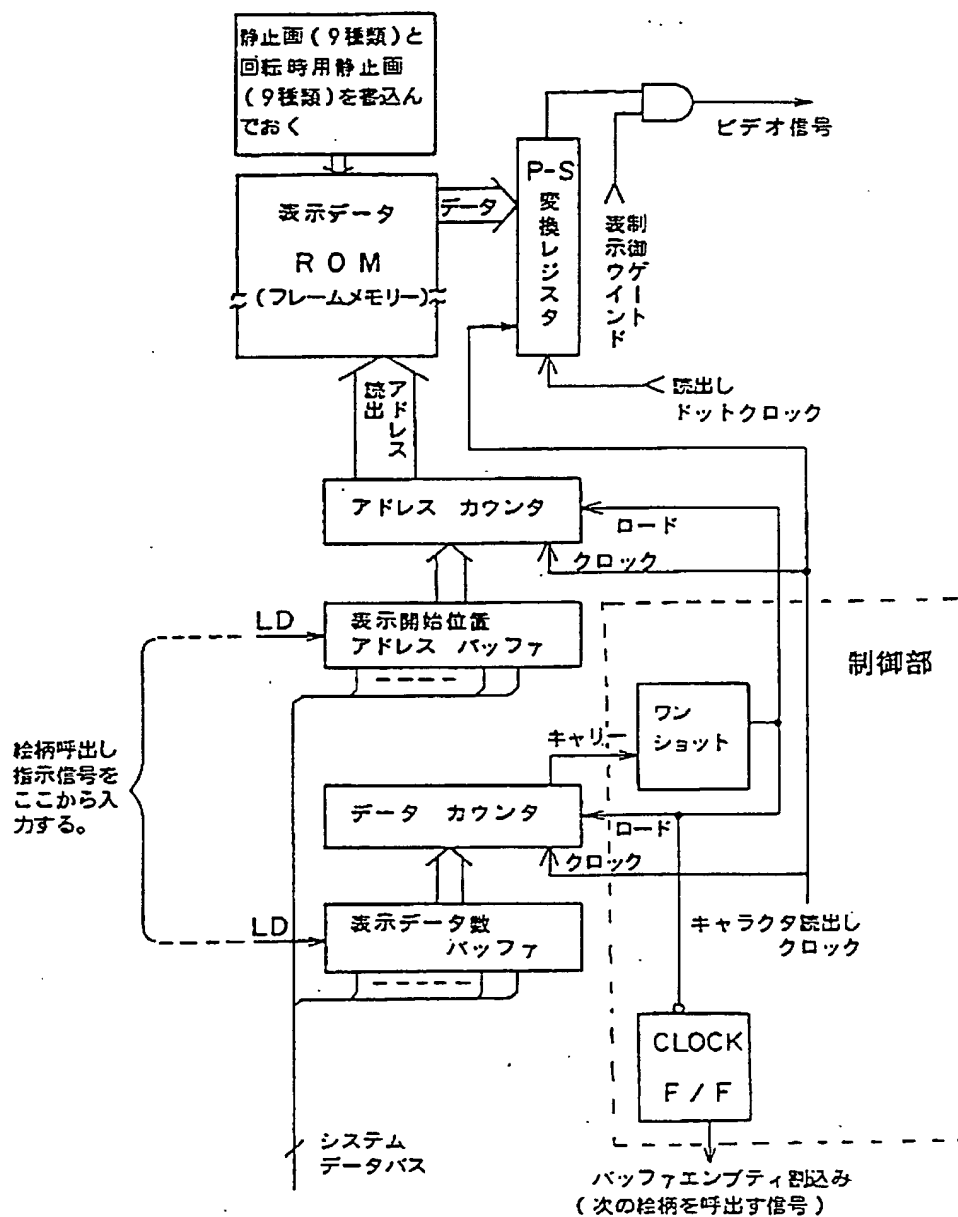 静止画(9種類)と
回転時用静止画
(9種類)を書込ん
でおく
ビデオ信号
P-S
変換レジスタ
表示データ
ROM
(フレームメモリー)
データ
制御ゲート
表示ウインド
読出し
ドットクロック
アドレス
読出
アドレス カウンタ
ロード
クロック
LD
表示開始位置
アドレス バッファ
制御部
ワン
ショット
キャリー
絵柄呼出し
指示信号を
ここから入
力する。
データ カウンタ
ロード
クロック
LD
表示データ数
バッファ
キャラクタ読出し
クロック
CLOCK
F/F
システム
データバス
バッファエンプティ割込み
(次の絵柄を呼出す信号)